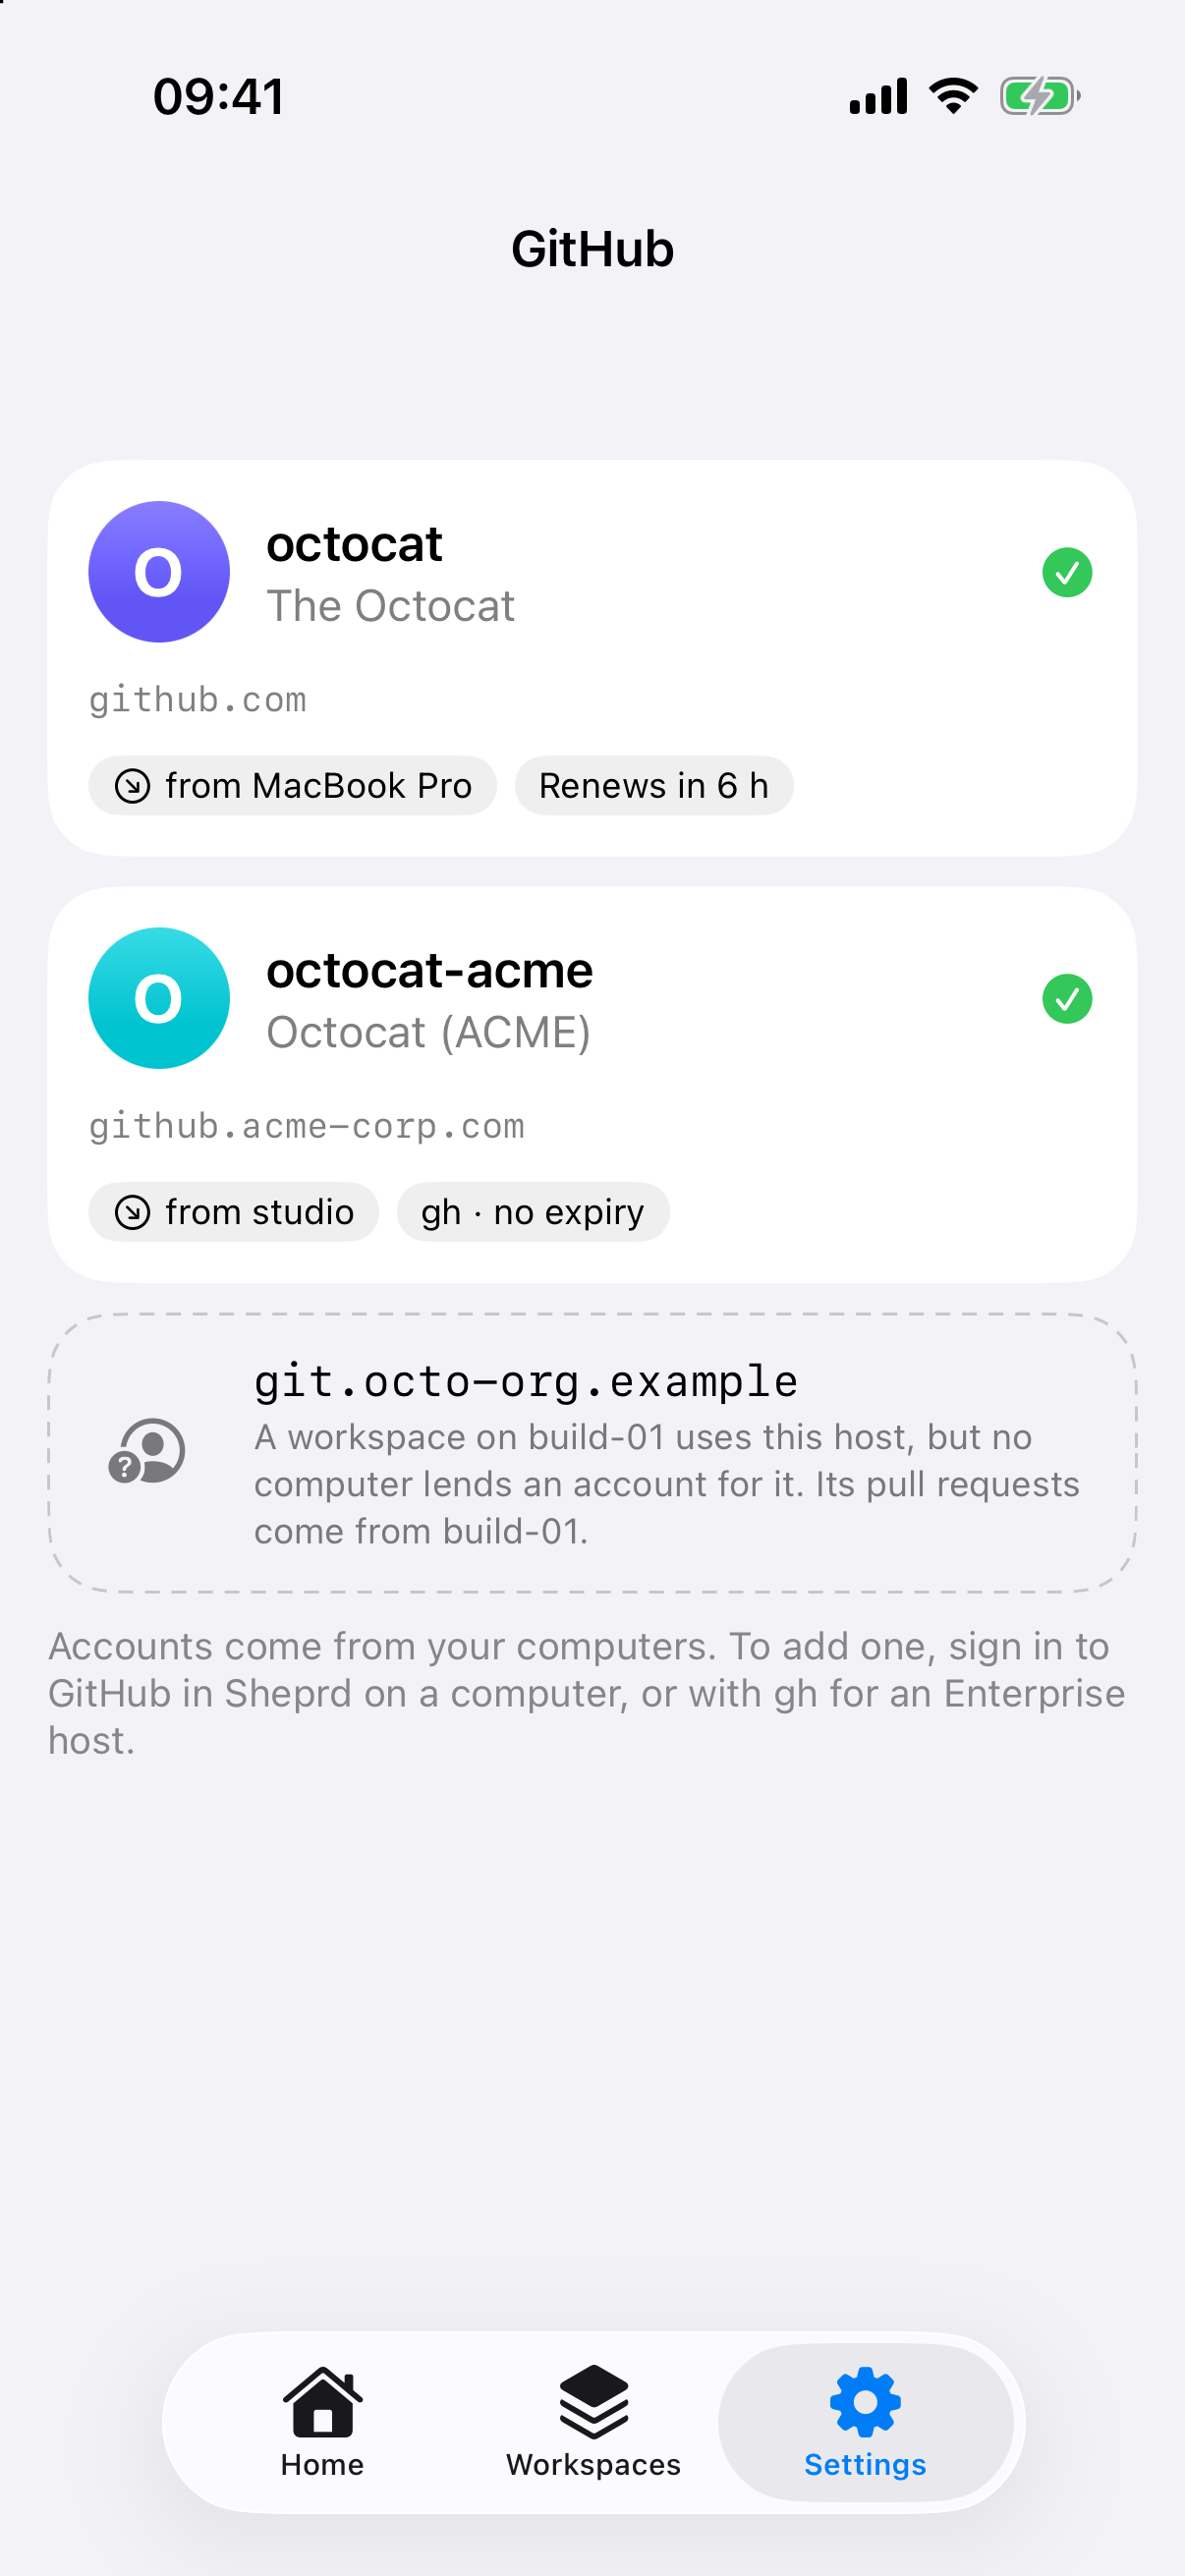 09:41
GitHub
O
octocat
The Octocat
github.com
from MacBook Pro
Renews in 6 h
O
octocat-acme
Octocat (ACME)
github.acme-corp.com
from studio
gh · no expiry
git.octo-org.example
A workspace on build-01 uses this host, but no
computer lends an account for it. Its pull requests
come from build-01.
?
Accounts come from your computers. To add one, sign in to
GitHub in Sheprd on a computer, or with gh for an Enterprise
host.
Home
Workspaces
Settings